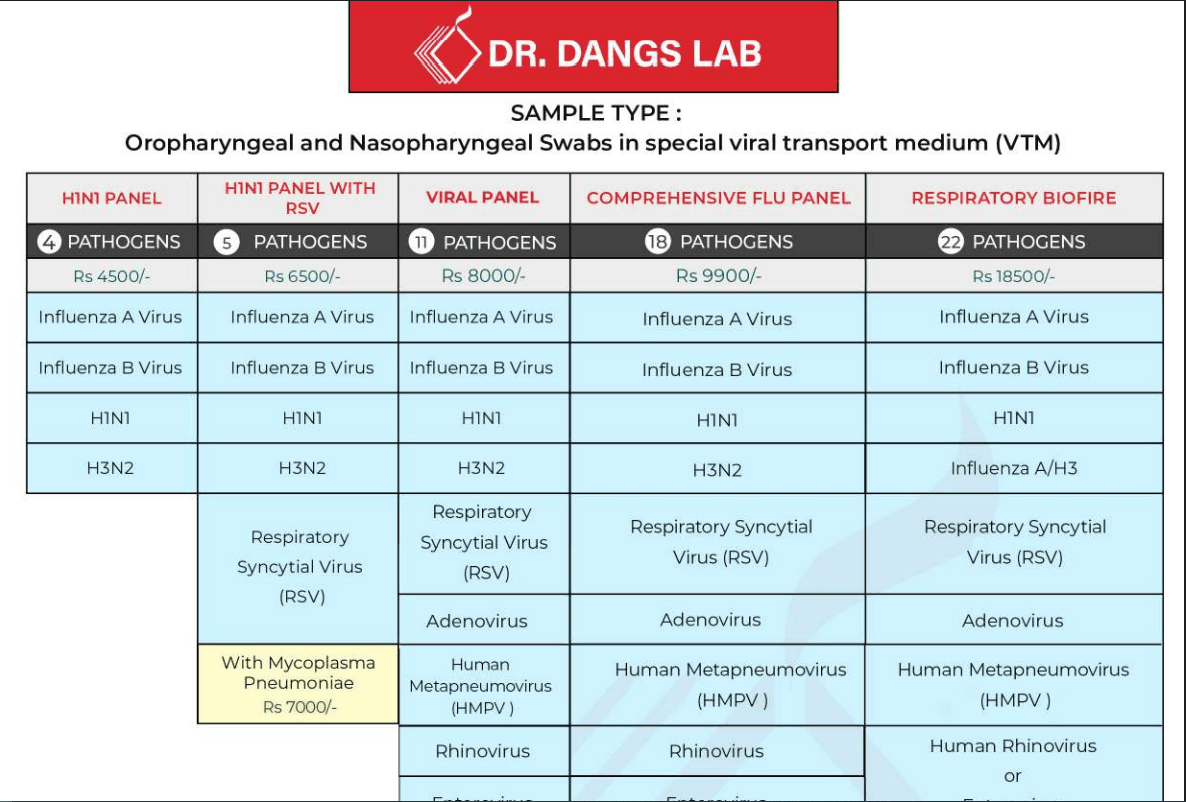 DR. DANGS LAB
SAMPLE TYPE :
Oropharyngeal and Nasopharyngeal Swabs in special viral transport medium (VTM)
H1N1 PANEL
H1N1 PANEL WITH
RSV
VIRAL PANEL
COMPREHENSIVE FLU PANEL
RESPIRATORY BIOFIRE
4 PATHOGENS
5 PATHOGENS
11 PATHOGENS
18 PATHOGENS
22 PATHOGENS
Rs 4500/-
Rs 6500/-
Rs 8000/-
Rs 9900/-
Rs 18500/-
Influenza A Virus
Influenza A Virus
Influenza A Virus
Influenza A Virus
Influenza A Virus
Influenza B Virus
Influenza B Virus
Influenza B Virus
Influenza B Virus
Influenza B Virus
H1N1
H1N1
H1N1
H1N1
H1N1
H3N2
H3N2
H3N2
H3N2
Influenza A/H3
Respiratory
Syncytial Virus
(RSV)
Respiratory
Syncytial Virus
(RSV)
Respiratory Syncytial
Virus (RSV)
Respiratory Syncytial
Virus (RSV)
Adenovirus
Adenovirus
Adenovirus
With Mycoplasma
Pneumoniae
Rs 7000/-
Human
Metapneumovirus
(HMPV )
Human Metapneumovirus
(HMPV )
Human Metapneumovirus
(HMPV )
Rhinovirus
Rhinovirus
Human Rhinovirus
or